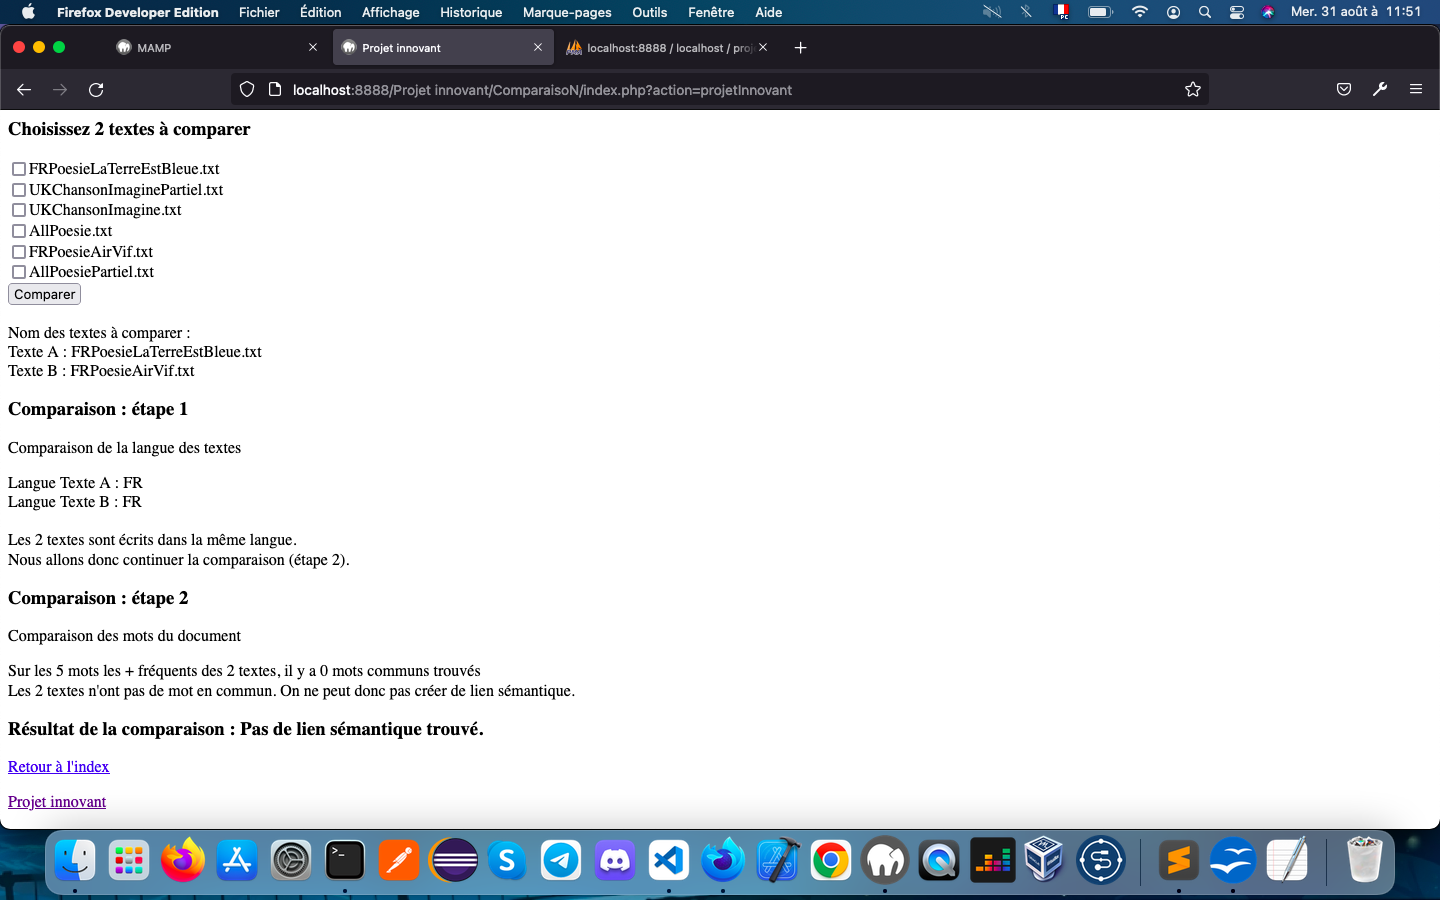 Firefox Developer Edition Fichier Édition Affichage Historique Marque-pages Outils Fenêtre Aide Mer. 31 août à 11:51
MAMP Projet innovant localhost:8888 / localhost / proj
localhost:8888/Projet innovant/ComparaisoN/index.php?action=projetInnovant
Choisissez 2 textes à comparer
FRPoesieLaTerreEstBleue.txt
UKChansonImaginePartiel.txt
UKChansonImagine.txt
AllPoesie.txt
FRPoesieAirVif.txt
AllPoesiePartiel.txt
Comparer
Nom des textes à comparer :
Texte A : FRPoesieLaTerreEstBleue.txt
Texte B : FRPoesieAirVif.txt
Comparaison : étape 1
Comparaison de la langue des textes
Langue Texte A : FR
Langue Texte B : FR
Les 2 textes sont écrits dans la même langue.
Nous allons donc continuer la comparaison (étape 2).
Comparaison : étape 2
Comparaison des mots du document
Sur les 5 mots les + fréquents des 2 textes, il y a 0 mots communs trouvés
Les 2 textes n'ont pas de mot en commun. On ne peut donc pas créer de lien sémantique.
Résultat de la comparaison : Pas de lien sémantique trouvé.
Retour à l'index
Projet innovant